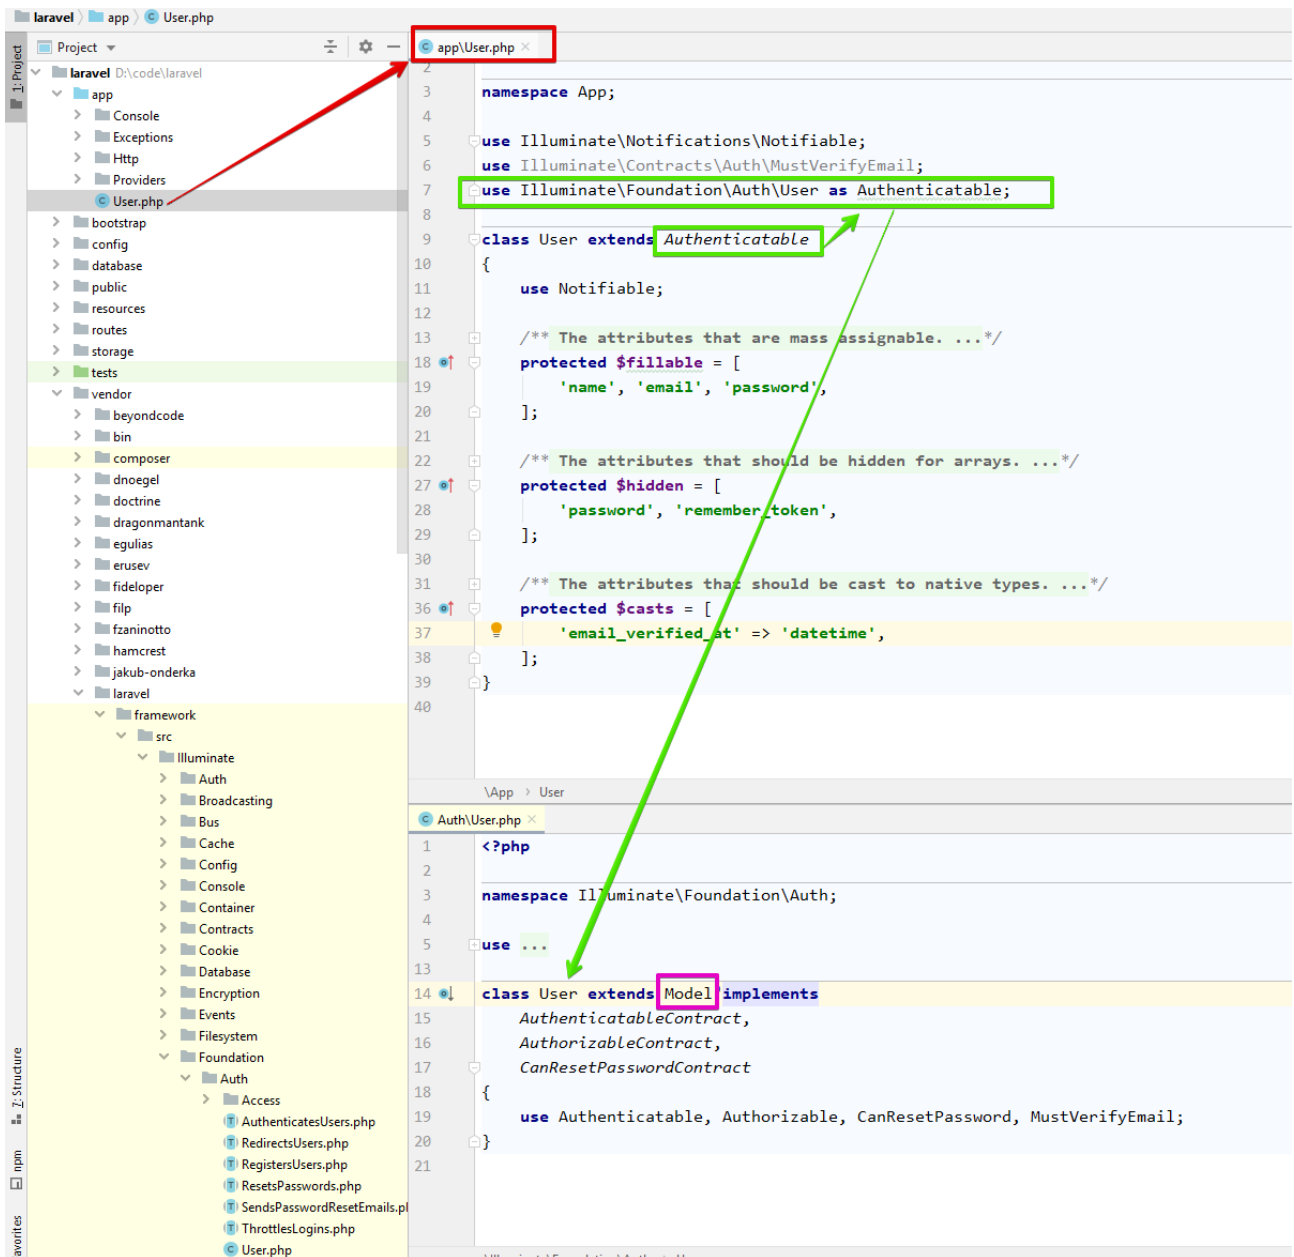 laravel app User.php
1: Project
Project
laravel D:\code\laravel
app
Console
Exceptions
Http
Providers
User.php
bootstrap
config
database
public
resources
routes
storage
tests
vendor
beyondcode
bin
composer
dnoegel
doctrine
dragonmantank
egulias
erusev
fideloper
filp
fzaninotto
hamcrest
jakub-onderka
laravel
framework
src
Illuminate
Auth
Broadcasting
Bus
Cache
Config
Console
Container
Contracts
Cookie
Database
Encryption
Events
Filesystem
Foundation
Auth
Access
AuthenticatesUsers.php
RedirectsUsers.php
RegistersUsers.php
ResetsPasswords.php
SendsPasswordResetEmails.p
ThrottlesLogins.php
User.php
7: Structure
npm
avorites
app\User.php
2
3 namespace App;
4
5 use Illuminate\Notifications\Notifiable;
6 use Illuminate\Contracts\Auth\MustVerifyEmail;
7 use Illuminate\Foundation\Auth\User as Authenticatable;
8
9 class User extends Authenticatable
10 {
11 use Notifiable;
12
13 /** The attributes that are mass assignable. ...*/
18 protected $fillable = [
19 'name', 'email', 'password',
20 ];
21
22 /** The attributes that should be hidden for arrays. ...*/
27 protected $hidden = [
28 'password', 'remember_token',
29 ];
30
31 /** The attributes that should be cast to native types. ...*/
36 protected $casts = [
37 'email_verified_at' => 'datetime',
38 ];
39 }
40
\App User
Auth\User.php
1 <?php
2
3 namespace Illuminate\Foundation\Auth;
4
5 use ...
13
14 class User extends Model implements
15 AuthenticatableContract,
16 AuthorizableContract,
17 CanResetPasswordContract
18 {
19 use Authenticatable, Authorizable, CanResetPassword, MustVerifyEmail;
20 }
21